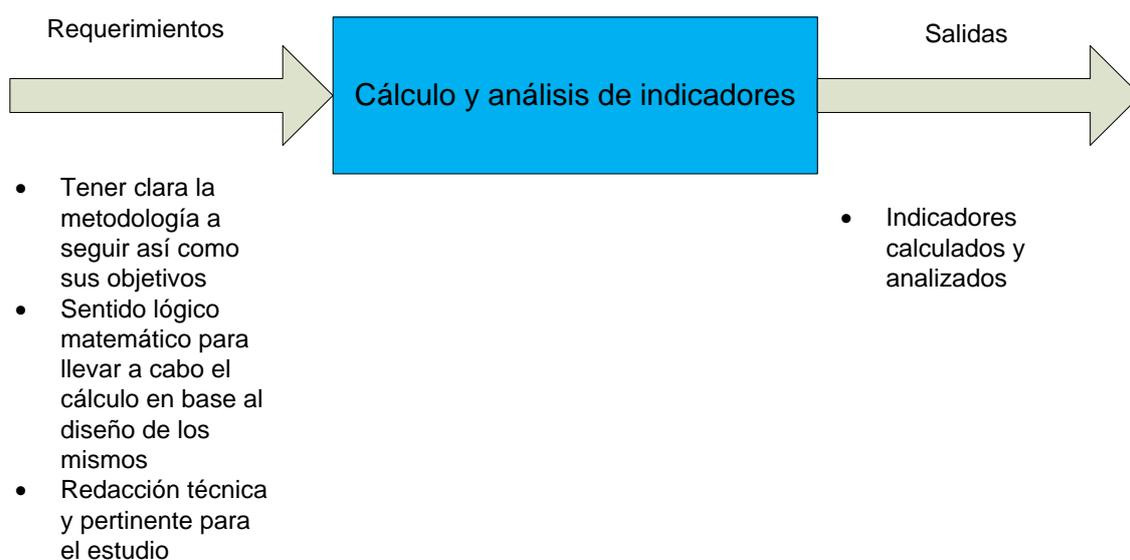 Requerimientos
Cálculo y análisis de indicadores
Salidas
• Tener clara la
metodología a
seguir así como
sus objetivos
• Sentido lógico
matemático para
llevar a cabo el
cálculo en base al
diseño de los
mismos
• Redacción técnica
y pertinente para
el estudio
• Indicadores
calculados y
analizados